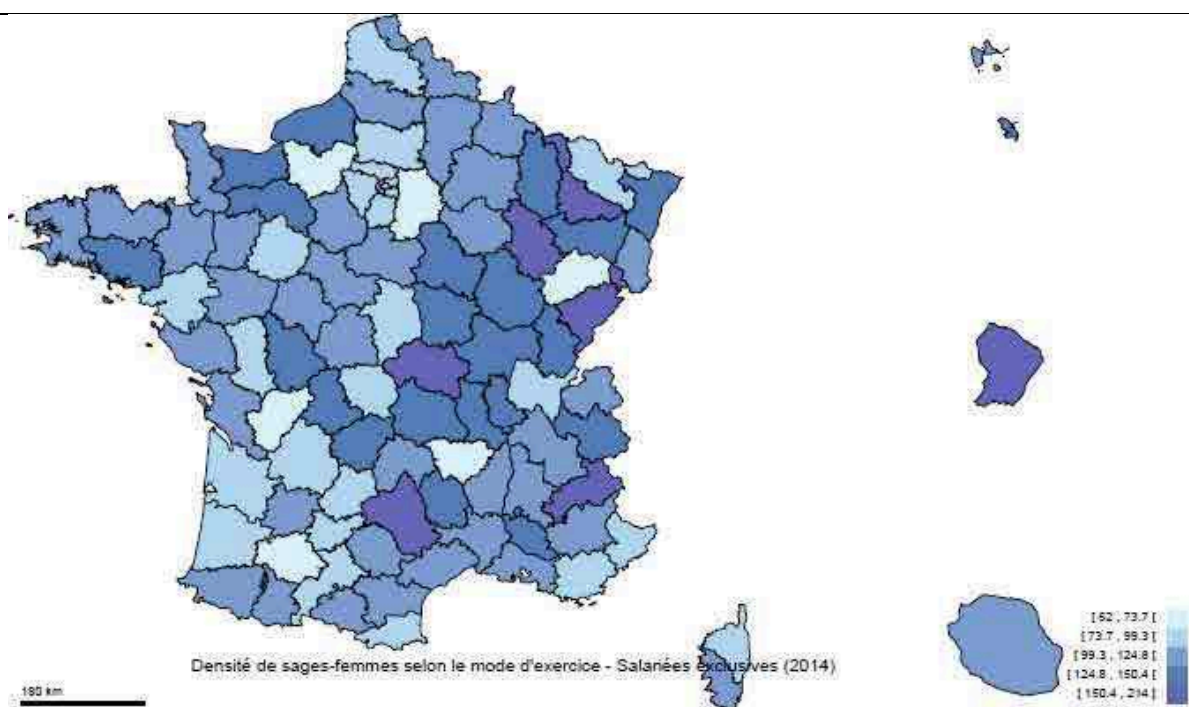 [ 52 , 73.7 [
[ 73.7 , 99.3 [
[ 99.3 , 124.8 [
[ 124.8 , 150.4 [
[ 150.4 , 214 [
Densité de sages-femmes selon le mode d'exercice - Salariées exclusives (2014)
180 km